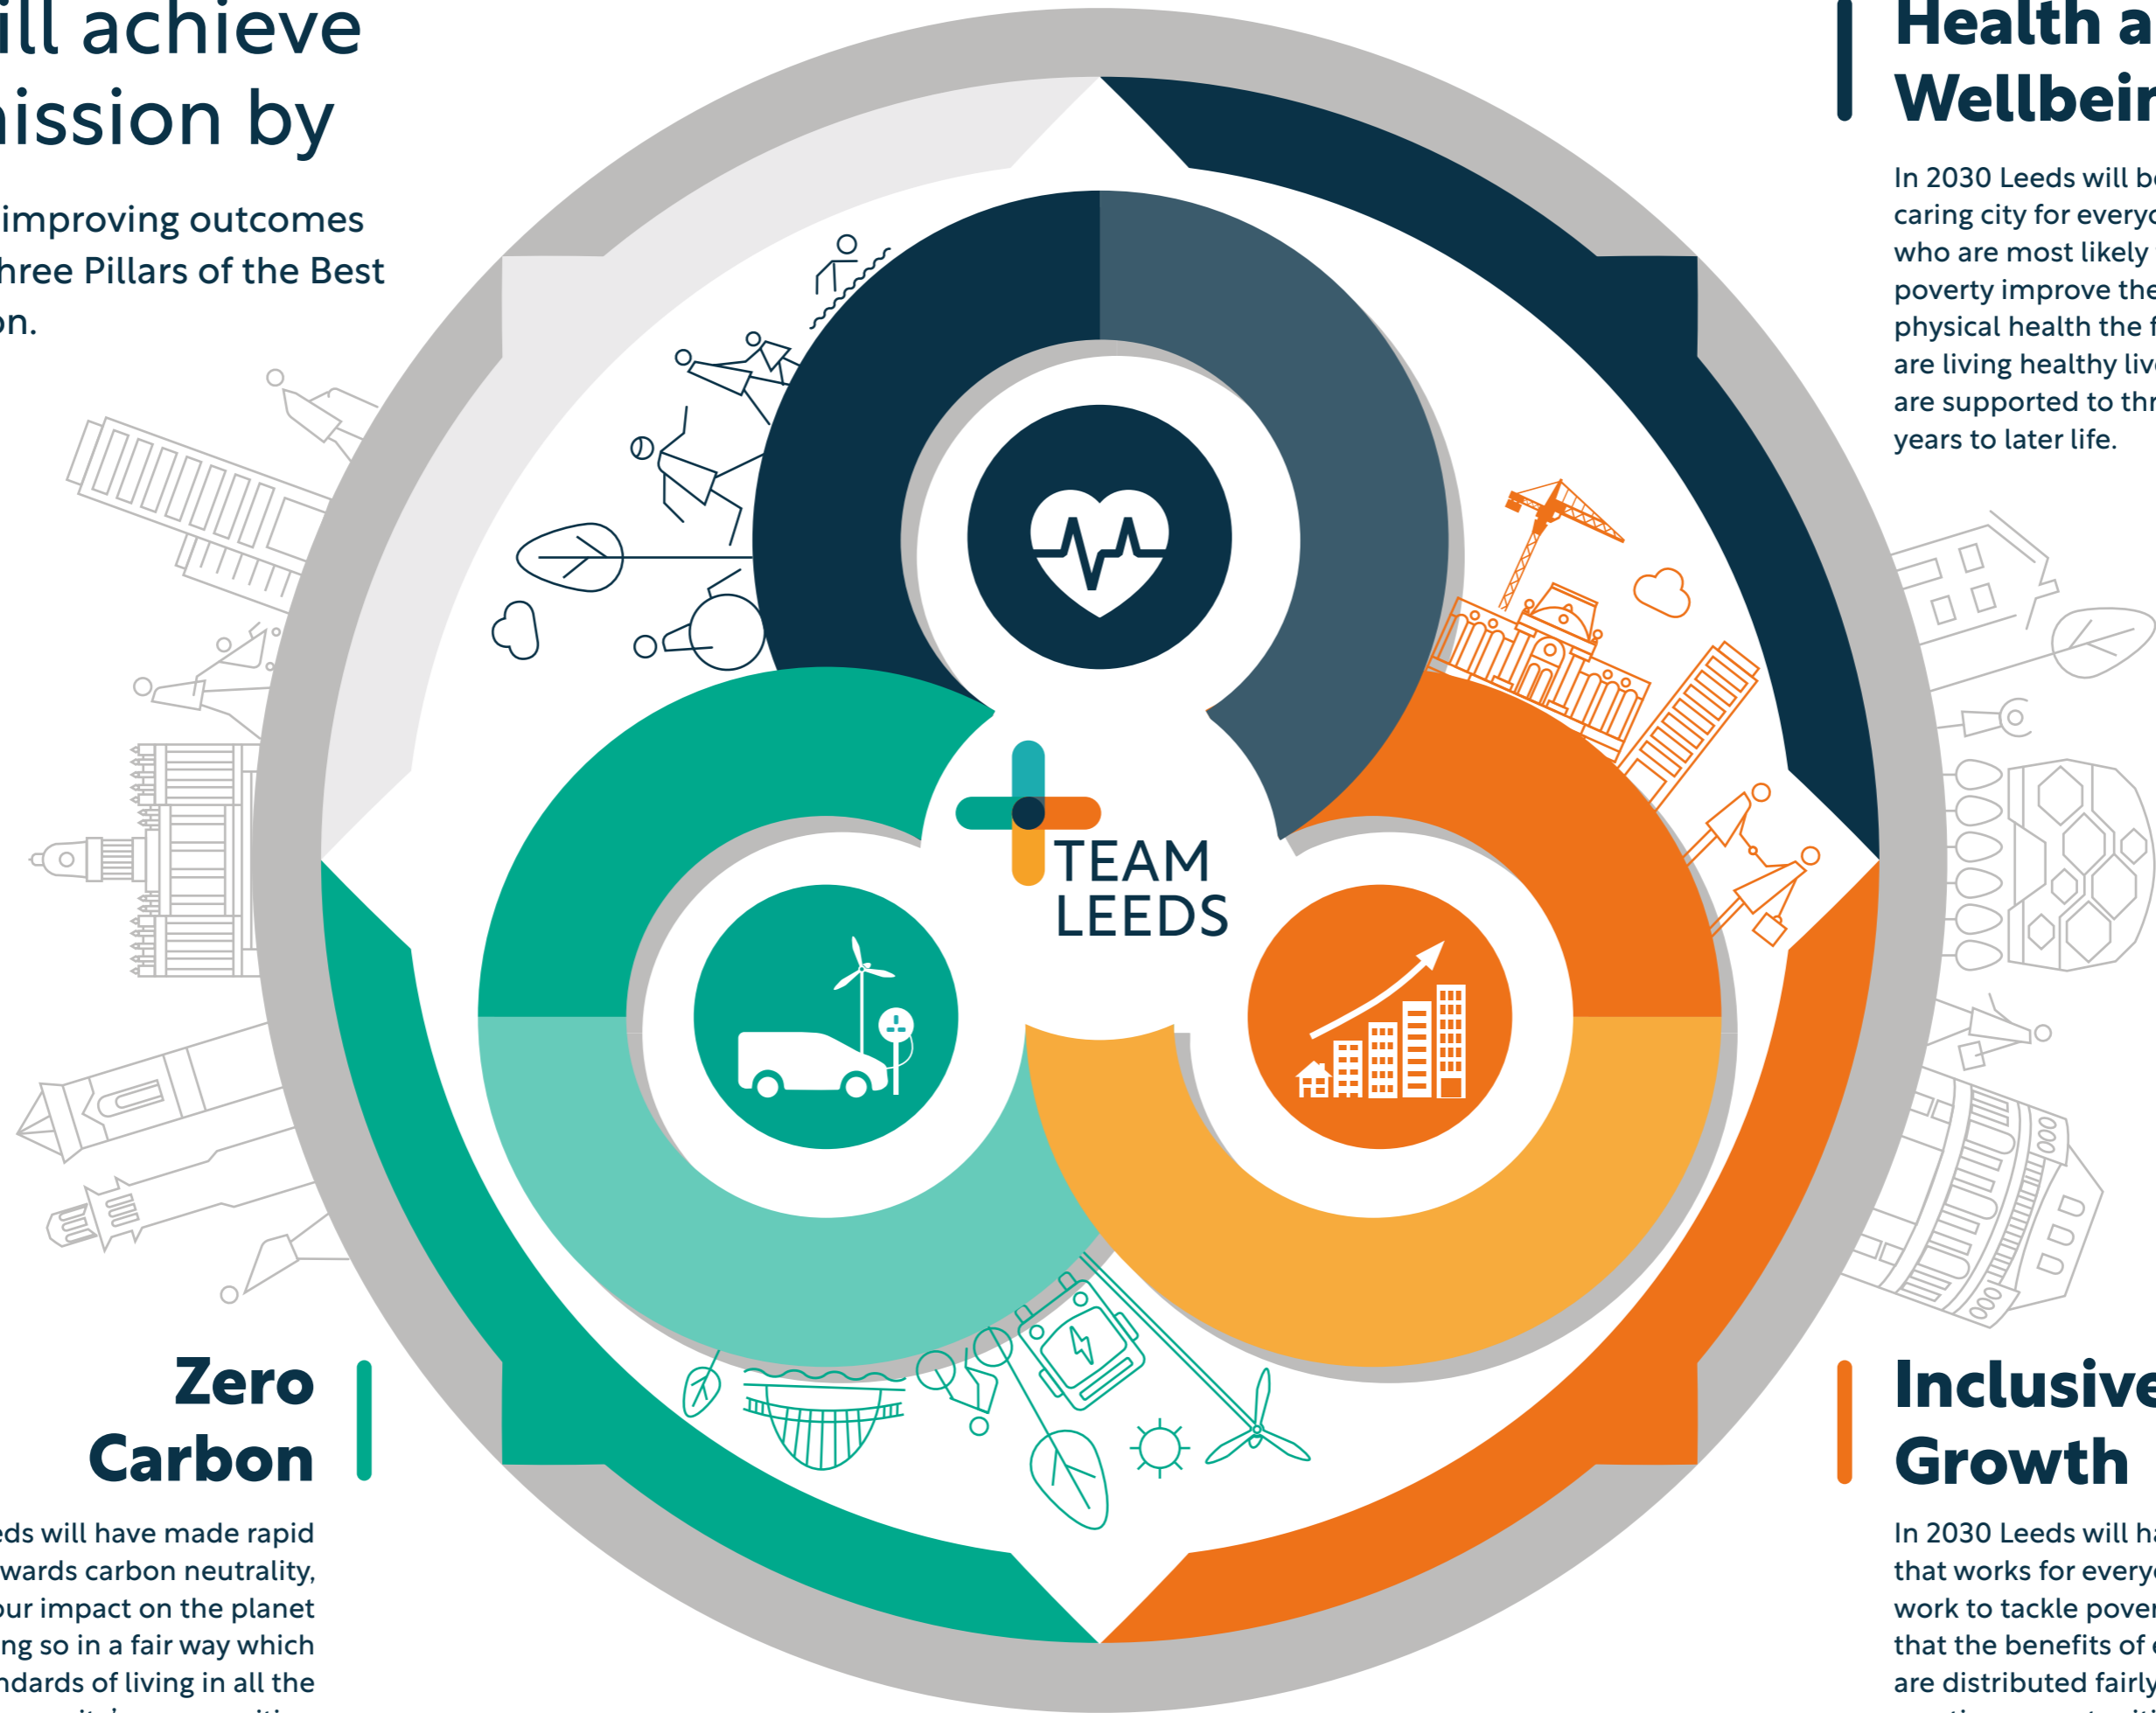 ill achieve
ission by
improving outcomes
hree Pillars of the Best
on.
Health a
Wellbein
In 2030 Leeds will be
caring city for everyo
who are most likely
poverty improve the
physical health the f
are living healthy live
are supported to thr
years to later life.
TEAM
LEEDS
Zero
Carbon
eds will have made rapid
wards carbon neutrality,
our impact on the planet
ng so in a fair way which
ndards of living in all the
Inclusive
Growth
In 2030 Leeds will ha
that works for everyo
work to tackle pover
that the benefits of
are distributed fairly